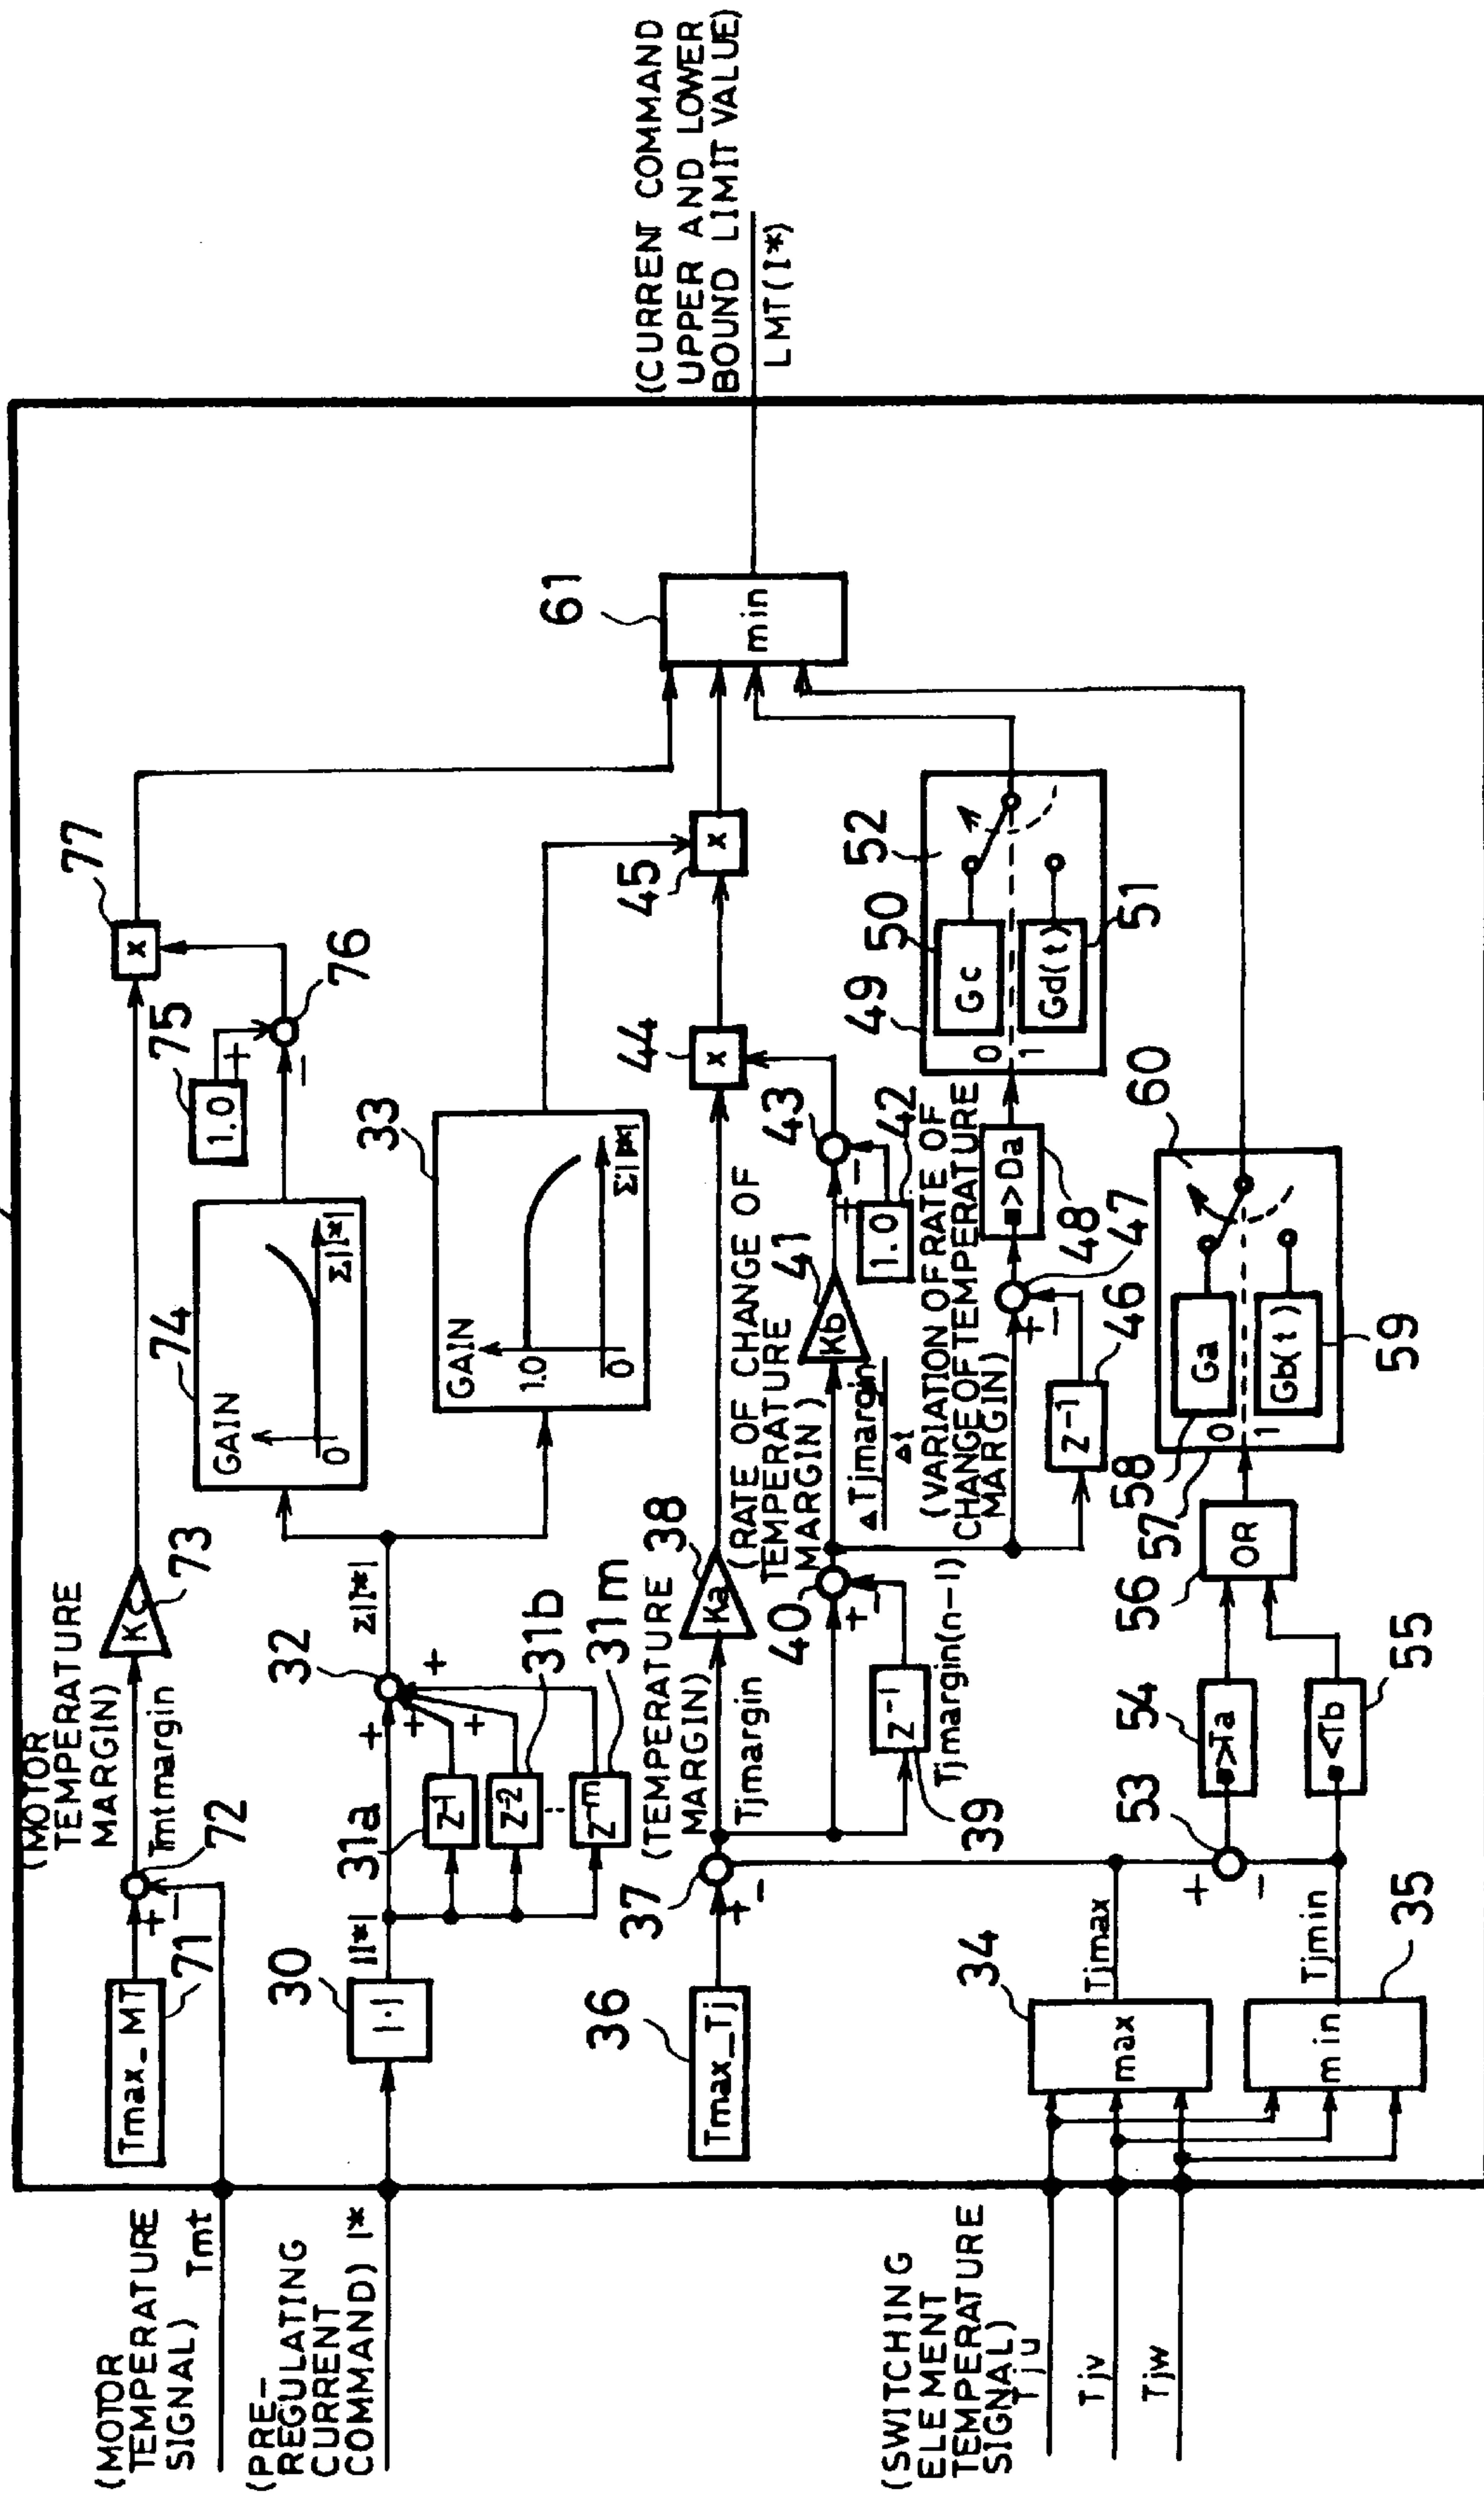 (MOTOR
TEMPERATURE
SIGNAL) Tmt
(PRE-
REGULATING
CURRENT
COMMAND) I*
(SWITCHING
ELEMENT
TEMPERATURE
SIGNAL)
Tju
Tjv
Tjw
(MOTOR
TEMPERATURE
MARGIN)
Tmax_MT
71
+
−
72
Tmtmargin
Kc
73
74
GAIN
0
Σ|I*|
1.0
75
+
−
76
x
77
30
|·|
|I*|
31a
Z-1
Z-2
31b
Z-m
31m
+
+
+
+
32
Σ|I*|
33
GAIN
1.0
0
Σ|I*|
36
Tmax_Tj
37
+
−
(TEMPERATURE
MARGIN)
Tjmargin
Ka
38
x
44
x
45
39
Z-1
Tjmargin(n-1)
40
+
−
(RATE OF CHANGE OF
TEMPERATURE
MARGIN)
ΔTjmargin
Δt
Kb
41
1.0
42
+
−
43
(VARIATION OF RATE OF
CHANGE OF TEMPERATURE
MARGIN)
Z-1
46
+
−
47
■>Da
48
49
50
Gc
0
1
Gd(t)
51
52
34
max
Tjmax
min
35
Tjmin
53
+
−
54
■>Ta
■<Tb
55
56
OR
57
58
Ga
0
1
Gb(t)
59
60
61
min
(CURRENT COMMAND
UPPER AND LOWER
BOUND LIMIT VALUE)
LMT(I*)